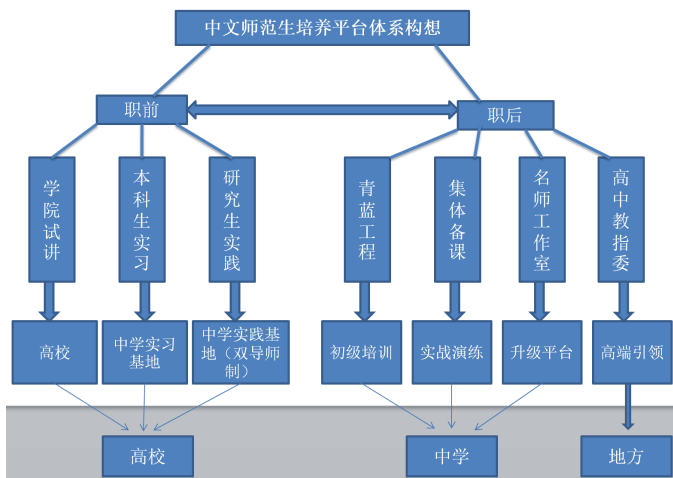 中文师范生培养平台体系构想
职前
职后
学院试讲
本科生实习
研究生实践
青蓝工程
集体备课
名师工作室
高中教指委
高校
中学实习
基地
中学实践基
地（双导师
制）
初级培训
实战演练
升级平台
高端引领
高校
中学
地方